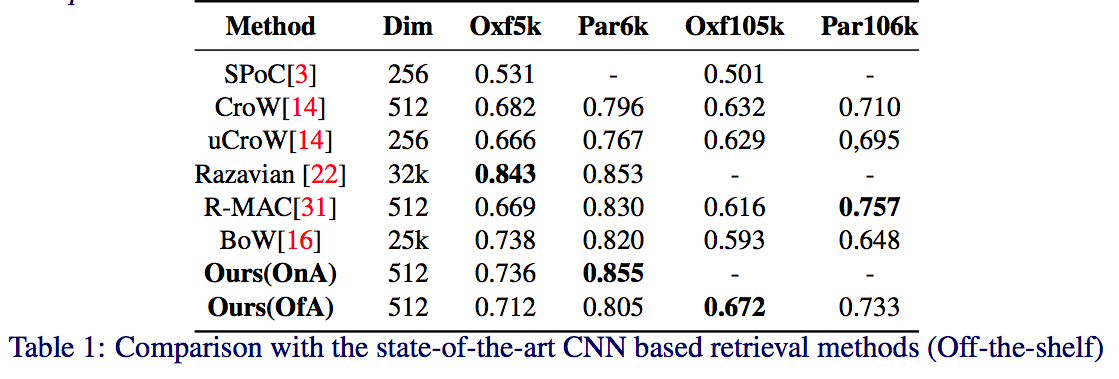 Method Dim Oxf5k Par6k Oxf105k Par106k
SPoC[3] 256 0.531 - 0.501 -
CroW[14] 512 0.682 0.796 0.632 0.710
uCroW[14] 256 0.666 0.767 0.629 0,695
Razavian [22] 32k 0.843 0.853 - -
R-MAC[31] 512 0.669 0.830 0.616 0.757
BoW[16] 25k 0.738 0.820 0.593 0.648
Ours(OnA) 512 0.736 0.855 - -
Ours(OfA) 512 0.712 0.805 0.672 0.733
Table 1: Comparison with the state-of-the-art CNN based retrieval methods (Off-the-shelf)